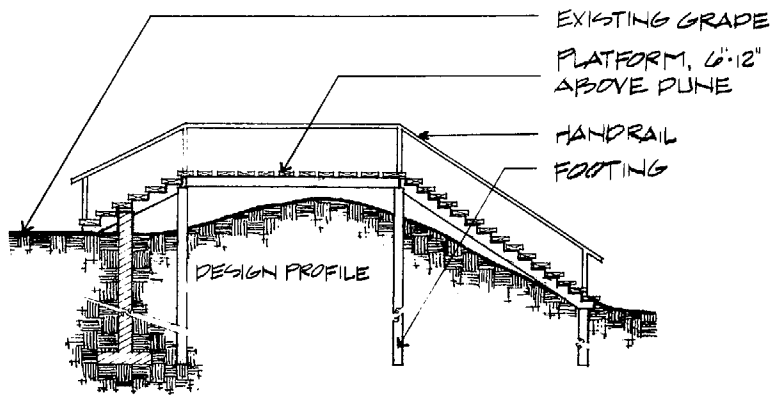 EXISTING GRADE
PLATFORM, 6"-12"
ABOVE DUNE
HANDRAIL
FOOTING
DESIGN PROFILE